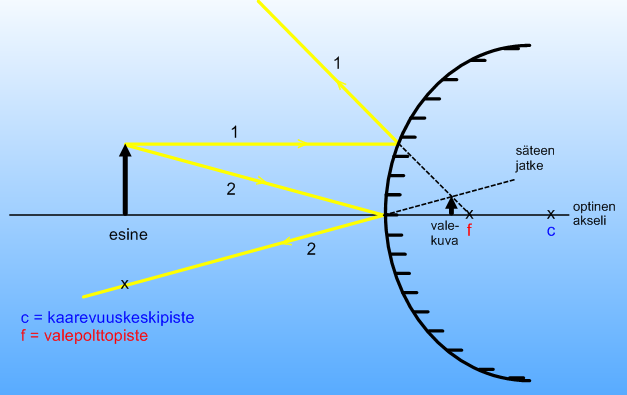 1
1
säteen
jatke
2
optinen
akseli
esine
vale-
kuva
x
f
x
c
2
x
c = kaarevuuskeskipiste
f = valepolttopiste